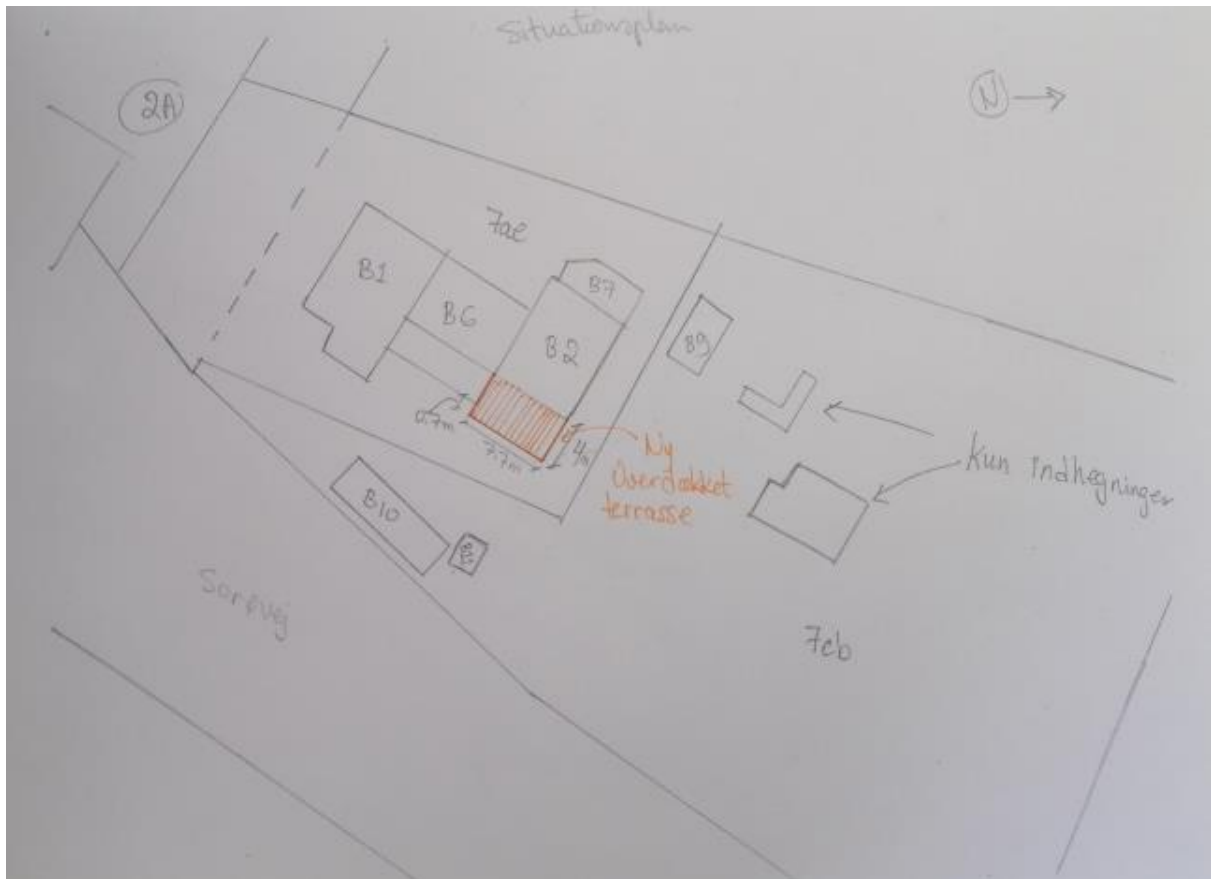 Situationsplan
2A
N
7ae
B1
B7
B6
B2
B9
0.7m
7.7m
4m
Ny
Overdækket
terrasse
Kun Indhegninger
B10
Sorøvej
7cb